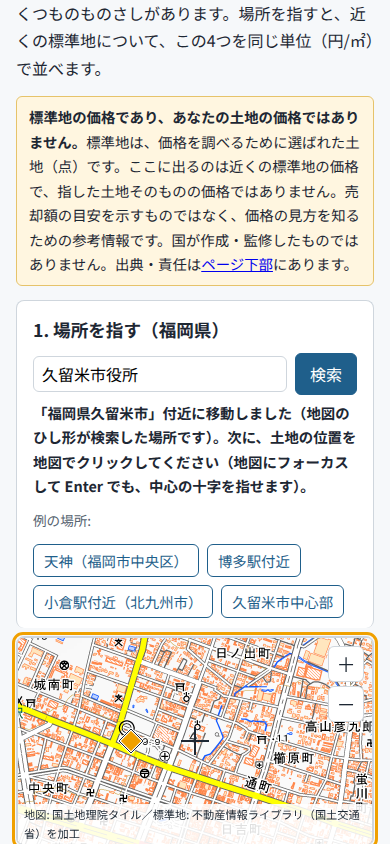 くつものものさしがあります。場所を指すと、近
くの標準地について、この4つを同じ単位（円/㎡）
で並べます。
標準地の価格であり、あなたの土地の価格ではあり
ません。標準地は、価格を調べるために選ばれた土
地（点）です。ここに出るのは近くの標準地の価格
で、指した土地そのものの価格ではありません。売
却額の目安を示すものではなく、価格の見方を知る
ための参考情報です。国が作成・監修したものでは
ありません。出典・責任はページ下部にあります。
1. 場所を指す（福岡県）
久留米市役所
検索
「福岡県久留米市」付近に移動しました（地図の
ひし形が検索した場所です）。次に、土地の位置を
地図でクリックしてください（地図にフォーカス
して Enter でも、中心の十字を指せます）。
例の場所:
天神（福岡市中央区）
博多駅付近
小倉駅付近（北九州市）
久留米市中心部
日ノ出町
+
城南町
−
高山彦九郎
櫛原町
中央町
通町
蛍
川
地図: 国土地理院タイル／標準地: 不動産情報ライブラリ（国土交通
省）を加工
日吉町